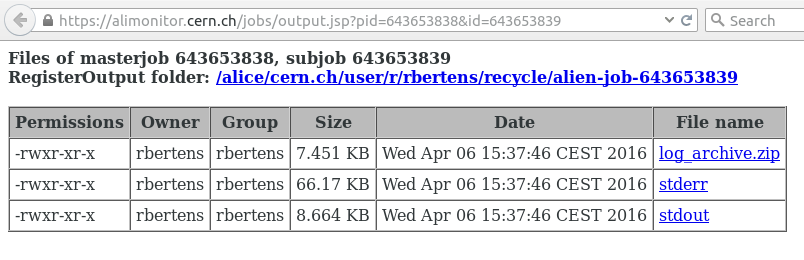 https://alimonitor.cern.ch/jobs/output.jsp?pid=643653838&id=643653839 Search
Files of masterjob 643653838, subjob 643653839
RegisterOutput folder: /alice/cern.ch/user/r/rbertens/recycle/alien-job-643653839
Permissions Owner Group Size Date File name
-rwxr-xr-x rbertens rbertens 7.451 KB Wed Apr 06 15:37:46 CEST 2016 log_archive.zip
-rwxr-xr-x rbertens rbertens 66.17 KB Wed Apr 06 15:37:46 CEST 2016 stderr
-rwxr-xr-x rbertens rbertens 8.664 KB Wed Apr 06 15:37:46 CEST 2016 stdout